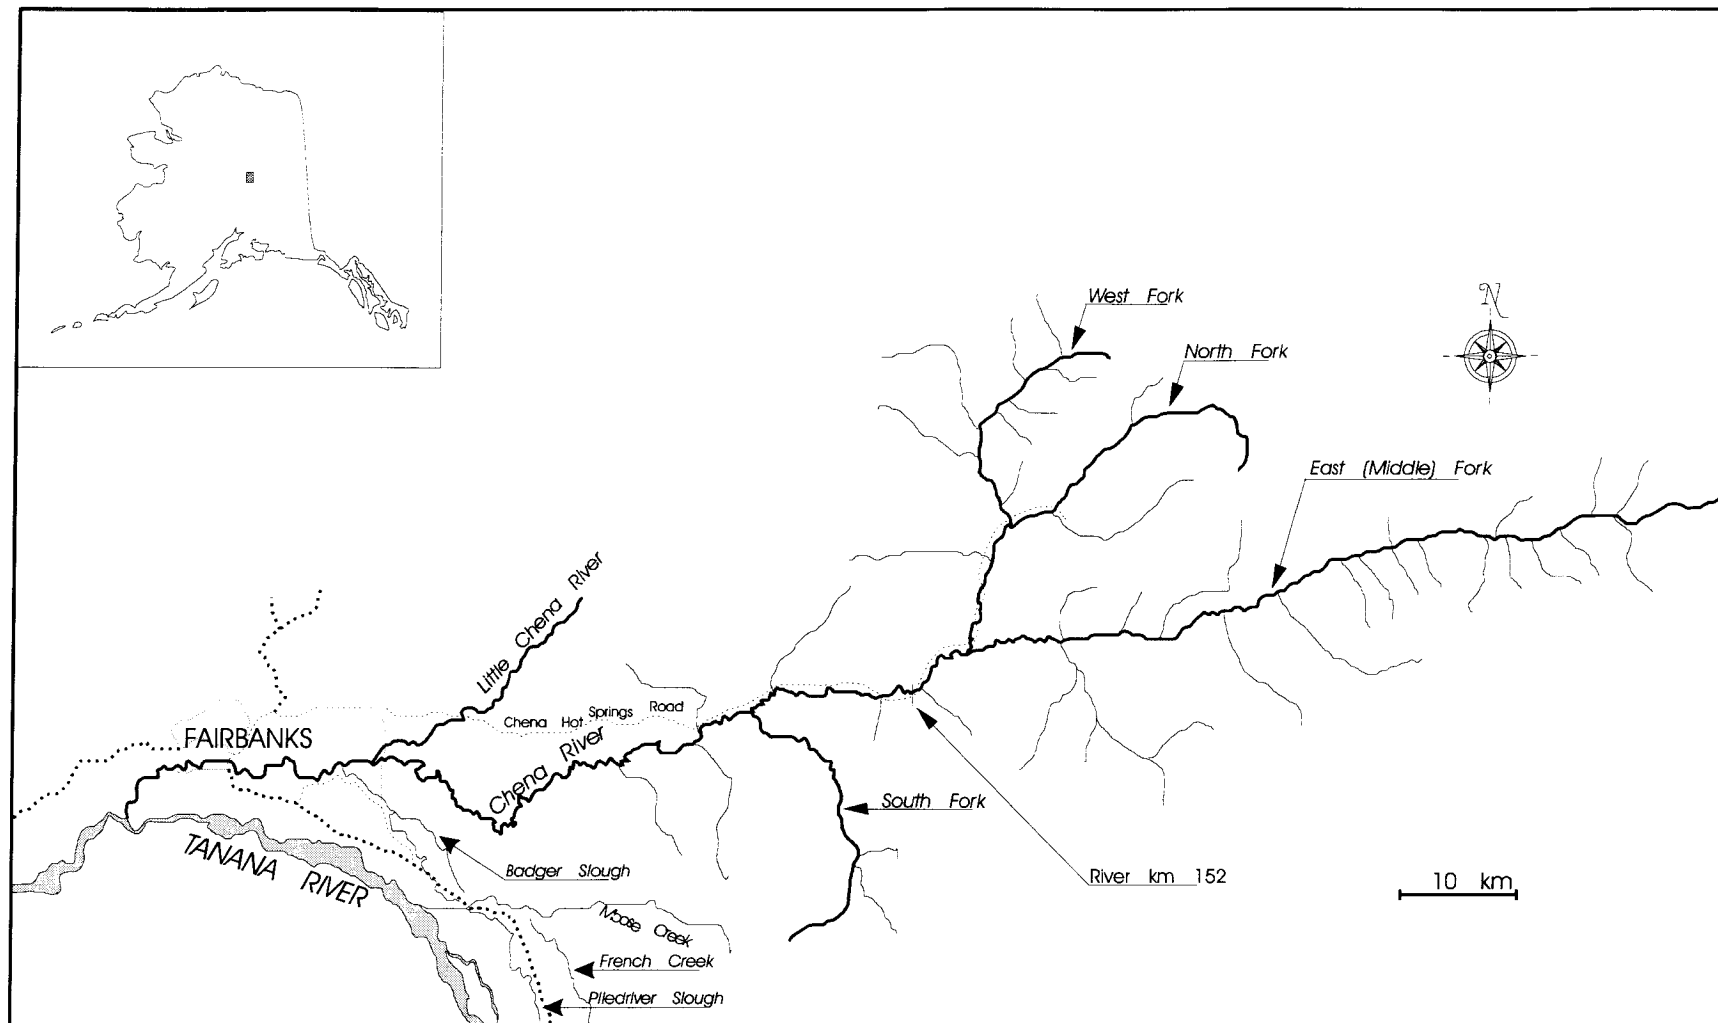 West Fork
N
North Fork
East (Middle) Fork
Little Chena River
Chena Hot Springs Road
FAIRBANKS
Chena River
South Fork
TANANA RIVER
Badger Slough
River km 152
10 km
Moose Creek
French Creek
Piledriver Slough